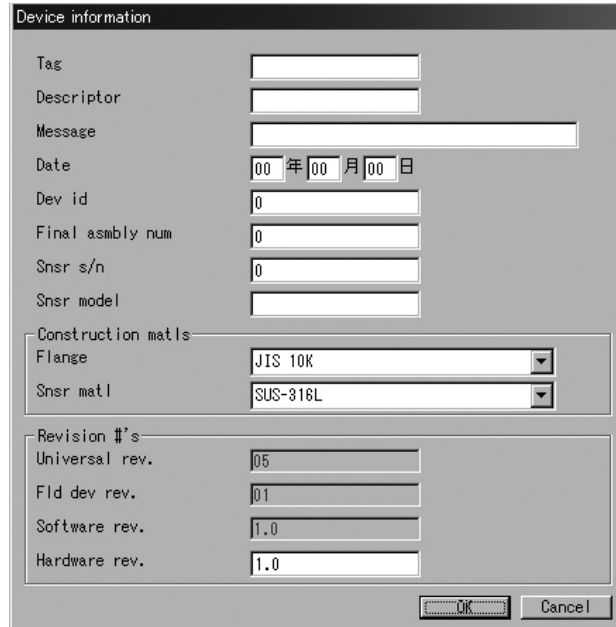 Device information
Tag
Descriptor
Message
Date 00 年 00 月 00 日
Dev id 0
Final asmbly num 0
Snsr s/n 0
Snsr model
Construction matls
Flange JIS 10K
Snsr matl SUS-316L
Revision #'s
Universal rev. 05
Fld dev rev. 01
Software rev. 1.0
Hardware rev. 1.0
OK Cancel